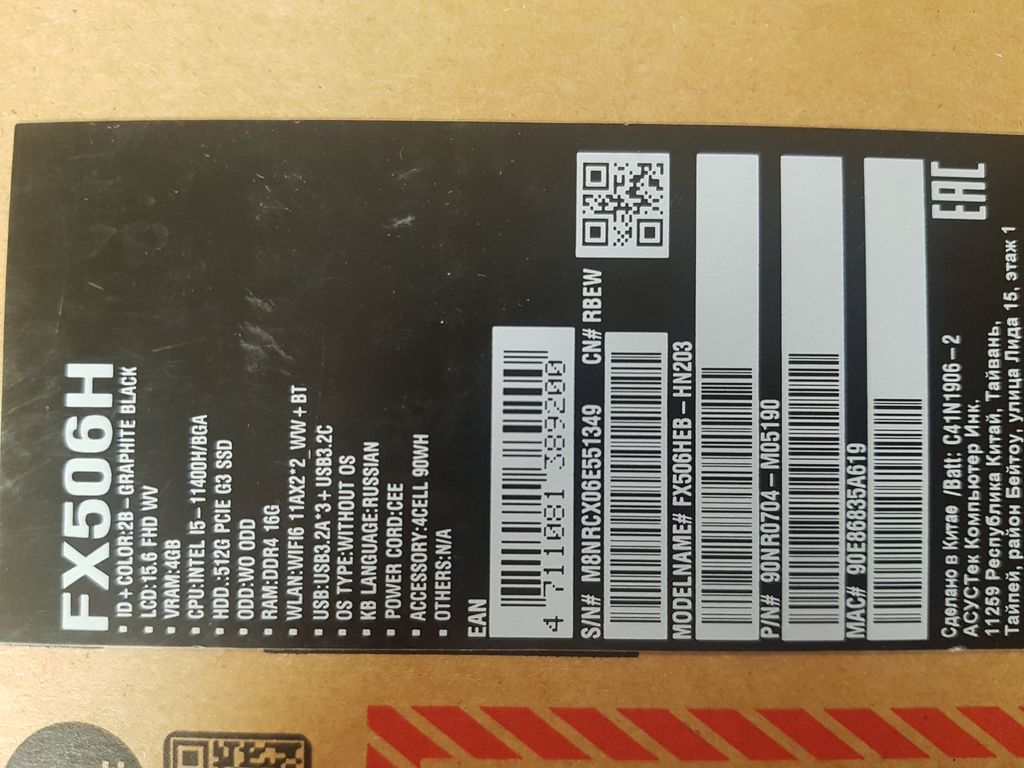 FX506H
▪ ID+COLOR:2B-GRAPHITE BLACK
▪ LCD:15.6 FHD WV
▪ VRAM:4GB
▪ CPU:INTEL I5-11400H/BGA
▪ HDD.:512G PCIE G3 SSD
▪ ODD:WO ODD
▪ RAM:DDR4 16G
▪ WLAN:WIFI6 11AX2*2_WW+BT
▪ USB:USB3.2A*3+USB3.2C
▪ OS TYPE:WITHOUT OS
▪ KB LANGUAGE:RUSSIAN
▪ POWER CORD:CEE
▪ ACCESSORY:4CELL 90WH
▪ OTHERS:N/A
EAN
4 711081 389200
S/N# M8NRCX06E551349 CN# RBEW
MODELNAME# FX506HEB-HN203
P/N# 90NR0704-M05190
MAC# 90E86835A619
EAC
Сделано в Китае /Batt: C41N1906-2
АСУСТек Компьютер Инк.
11269 Республика Китай, Тайвань,
Тайпей, район Бейтоу, улица Лида 15, этаж 1